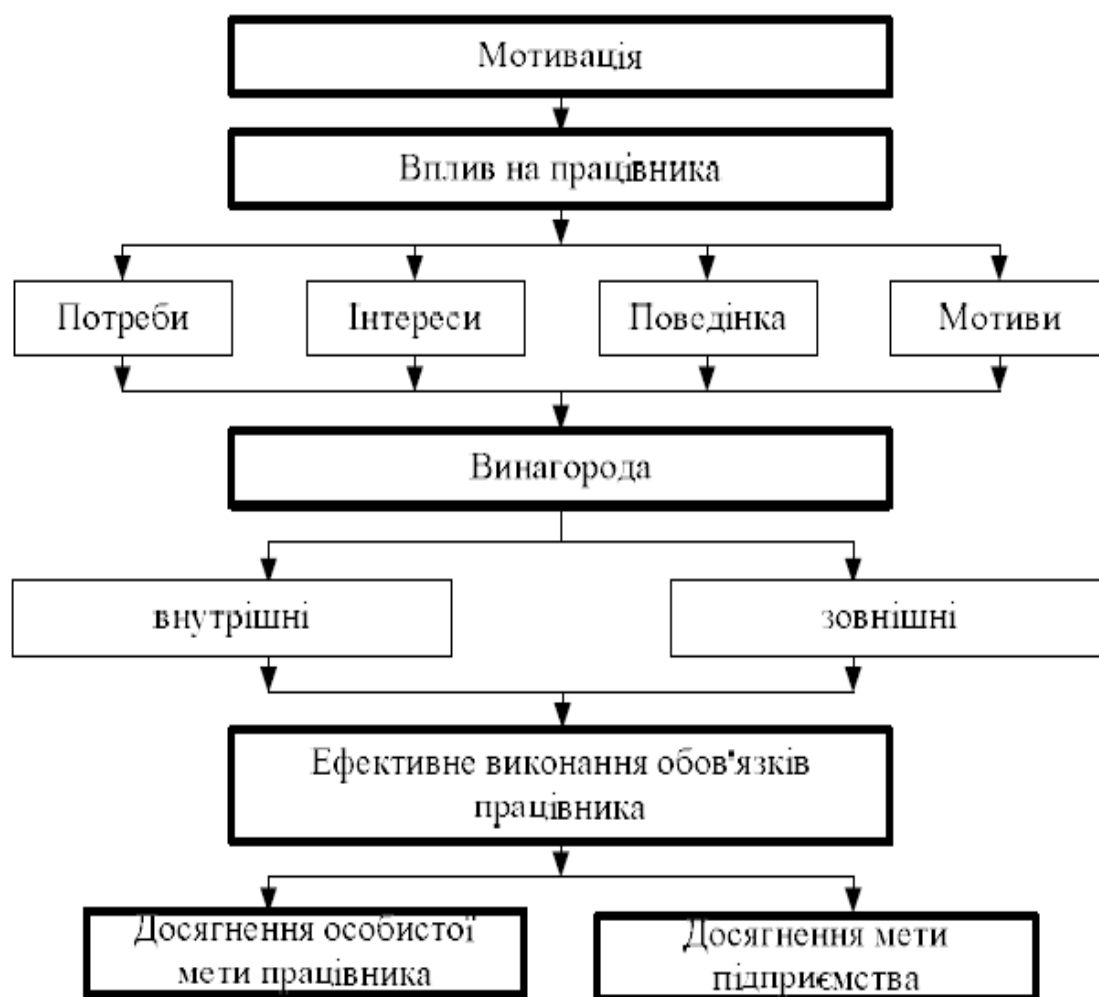 Мотивація
Вплив на працівника
Потреби
Інтереси
Поведінка
Мотиви
Винагорода
внутрішні
зовнішні
Ефективне виконання обов'язків
працівника
Досягнення особистої
мети працівника
Досягнення мети
підприємства